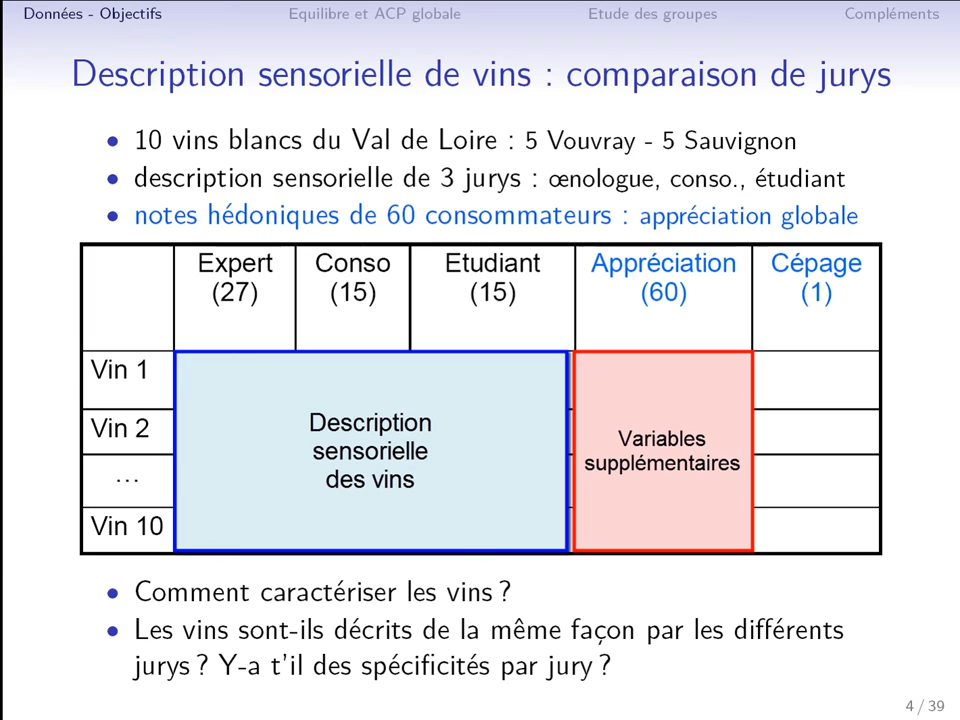 Données - Objectifs Equilibre et ACP globale Etude des groupes Compléments
Description sensorielle de vins : comparaison de jurys
• 10 vins blancs du Val de Loire : 5 Vouvray - 5 Sauvignon
• description sensorielle de 3 jurys : œnologue, conso., étudiant
• notes hédoniques de 60 consommateurs : appréciation globale
Expert Conso Etudiant Appréciation Cépage
(27) (15) (15) (60) (1)
Vin 1
Vin 2
...
Vin 10
Description
sensorielle
des vins
Variables
supplémentaires
• Comment caractériser les vins ?
• Les vins sont-ils décrits de la même façon par les différents
jurys ? Y-a t'il des spécificités par jury ?
4 / 39